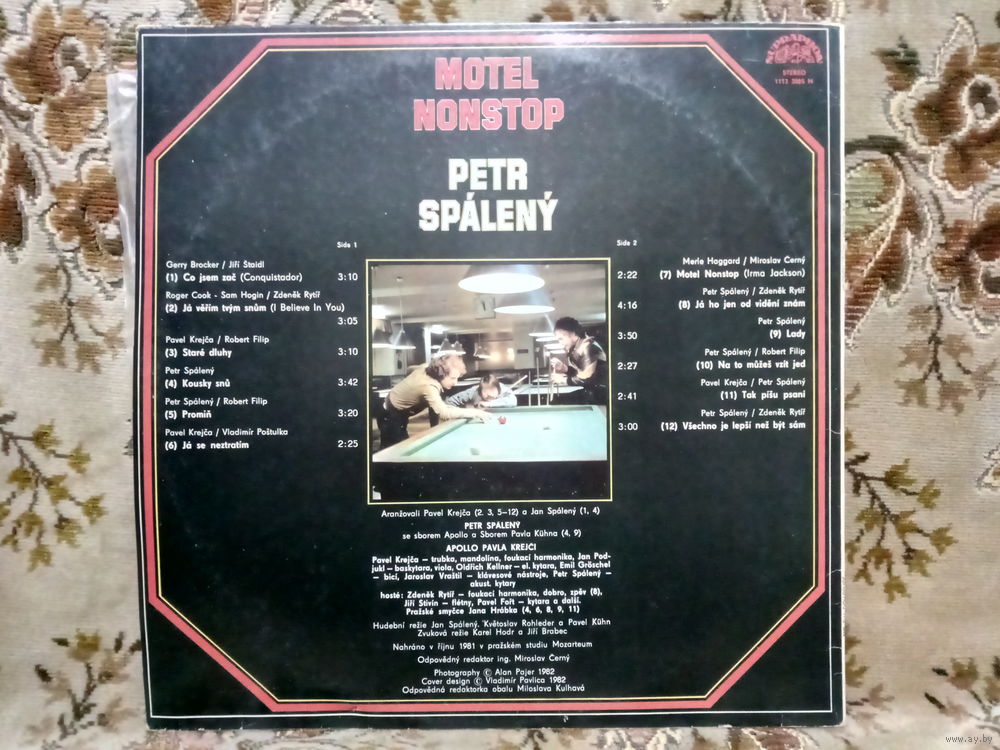 SUPRAPHON
STEREO
1113 2885 H
MOTEL
NONSTOP
PETR
SPÁLENÝ
Side 1
Gerry Brocker / Jiří Štaidl
(1) Co jsem zač (Conquistador) 3:10
Roger Cook - Sam Hogin / Zdeněk Rytíř
(2) Já věřím tvým snům (I Believe In You)
3:05
Pavel Krejča / Robert Filip
(3) Staré dluhy 3:10
Petr Spálený
(4) Kousky snů 3:42
Petr Spálený / Robert Filip
(5) Promiň 3:20
Pavel Krejča / Vladimír Poštulka
(6) Já se neztratím 2:25
Side 2
Merle Haggard / Miroslav Černý
2:22 (7) Motel Nonstop (Irma Jackson)
Petr Spálený / Zdeněk Rytíř
4:16 (8) Já ho jen od vidění znám
Petr Spálený
3:50 (9) Lady
Petr Spálený / Robert Filip
2:27 (10) Na to můžeš vzít jed
Pavel Krejča / Petr Spálený
2:41 (11) Tak píšu psaní
Petr Spálený / Zdeněk Rytíř
3:00 (12) Všechno je lepší než být sám
Aranžovali Pavel Krejča (2. 3, 5–12) a Jan Spálený (1, 4)
PETR SPÁLENÝ
se sborem Apollo a Sborem Pavla Kühna (4, 9)
APOLLO PAVLA KREJČI
Pavel Krejča – trubka, mandolína, foukací harmonika, Jan Pod-
jukl – baskytara, viola, Oldřich Kellner – el. kytara, Emil Gröschel
– bicí, Jaroslav Vraštil – klávesové nástroje, Petr Spálený –
akust. kytary
hosté: Zdeněk Rytíř – foukací harmonika, dobro, zpěv (8),
Jiří Stivín – flétny, Pavel Fořt – kytara a další.
Pražské smyčce Jana Hrábka (4, 6, 8, 9, 11)
Hudební režie Jan Spálený, Květoslav Rohleder a Pavel Kühn
Zvuková režie Karel Hodr a Jiří Brabec
Nahráno v říjnu 1981 v pražském studiu Mozarteum
Odpovědný redaktor ing. Miroslav Černý
Photography © Alan Pajer 1982
Cover design © Vladimír Pavlica 1982
Odpovědná redaktorka obalu Miloslava Kulhavá
www.ay.by